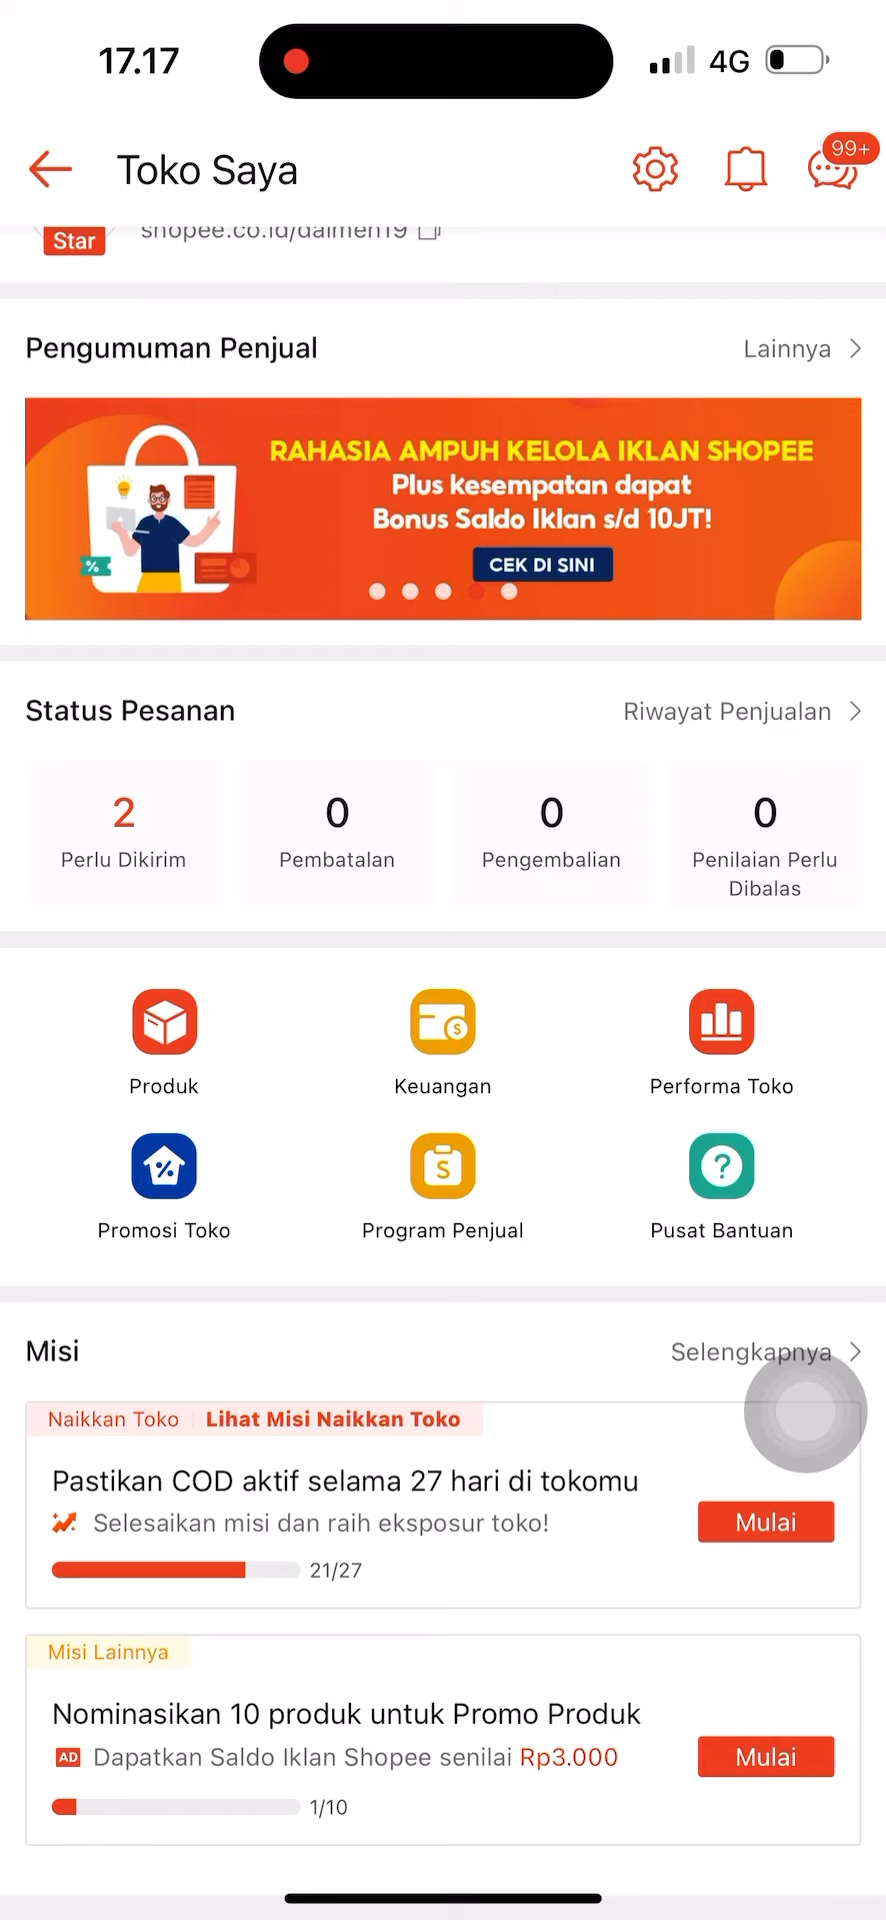 17.17
4G
Toko Saya
99+
Star
shopee.co.id/daimen19
Pengumuman Penjual
Lainnya
RAHASIA AMPUH KELOLA IKLAN SHOPEE
Plus kesempatan dapat
Bonus Saldo Iklan s/d 10JT!
CEK DI SINI
Status Pesanan
Riwayat Penjualan
2
0
0
0
Perlu Dikirim
Pembatalan
Pengembalian
Penilaian Perlu
Dibalas
Produk
Keuangan
Performa Toko
Promosi Toko
Program Penjual
Pusat Bantuan
Misi
Selengkapnya
Naikkan Toko
Lihat Misi Naikkan Toko
Pastikan COD aktif selama 27 hari di tokomu
Selesaikan misi dan raih eksposur toko!
Mulai
21/27
Misi Lainnya
Nominasikan 10 produk untuk Promo Produk
AD Dapatkan Saldo Iklan Shopee senilai Rp3.000
Mulai
1/10